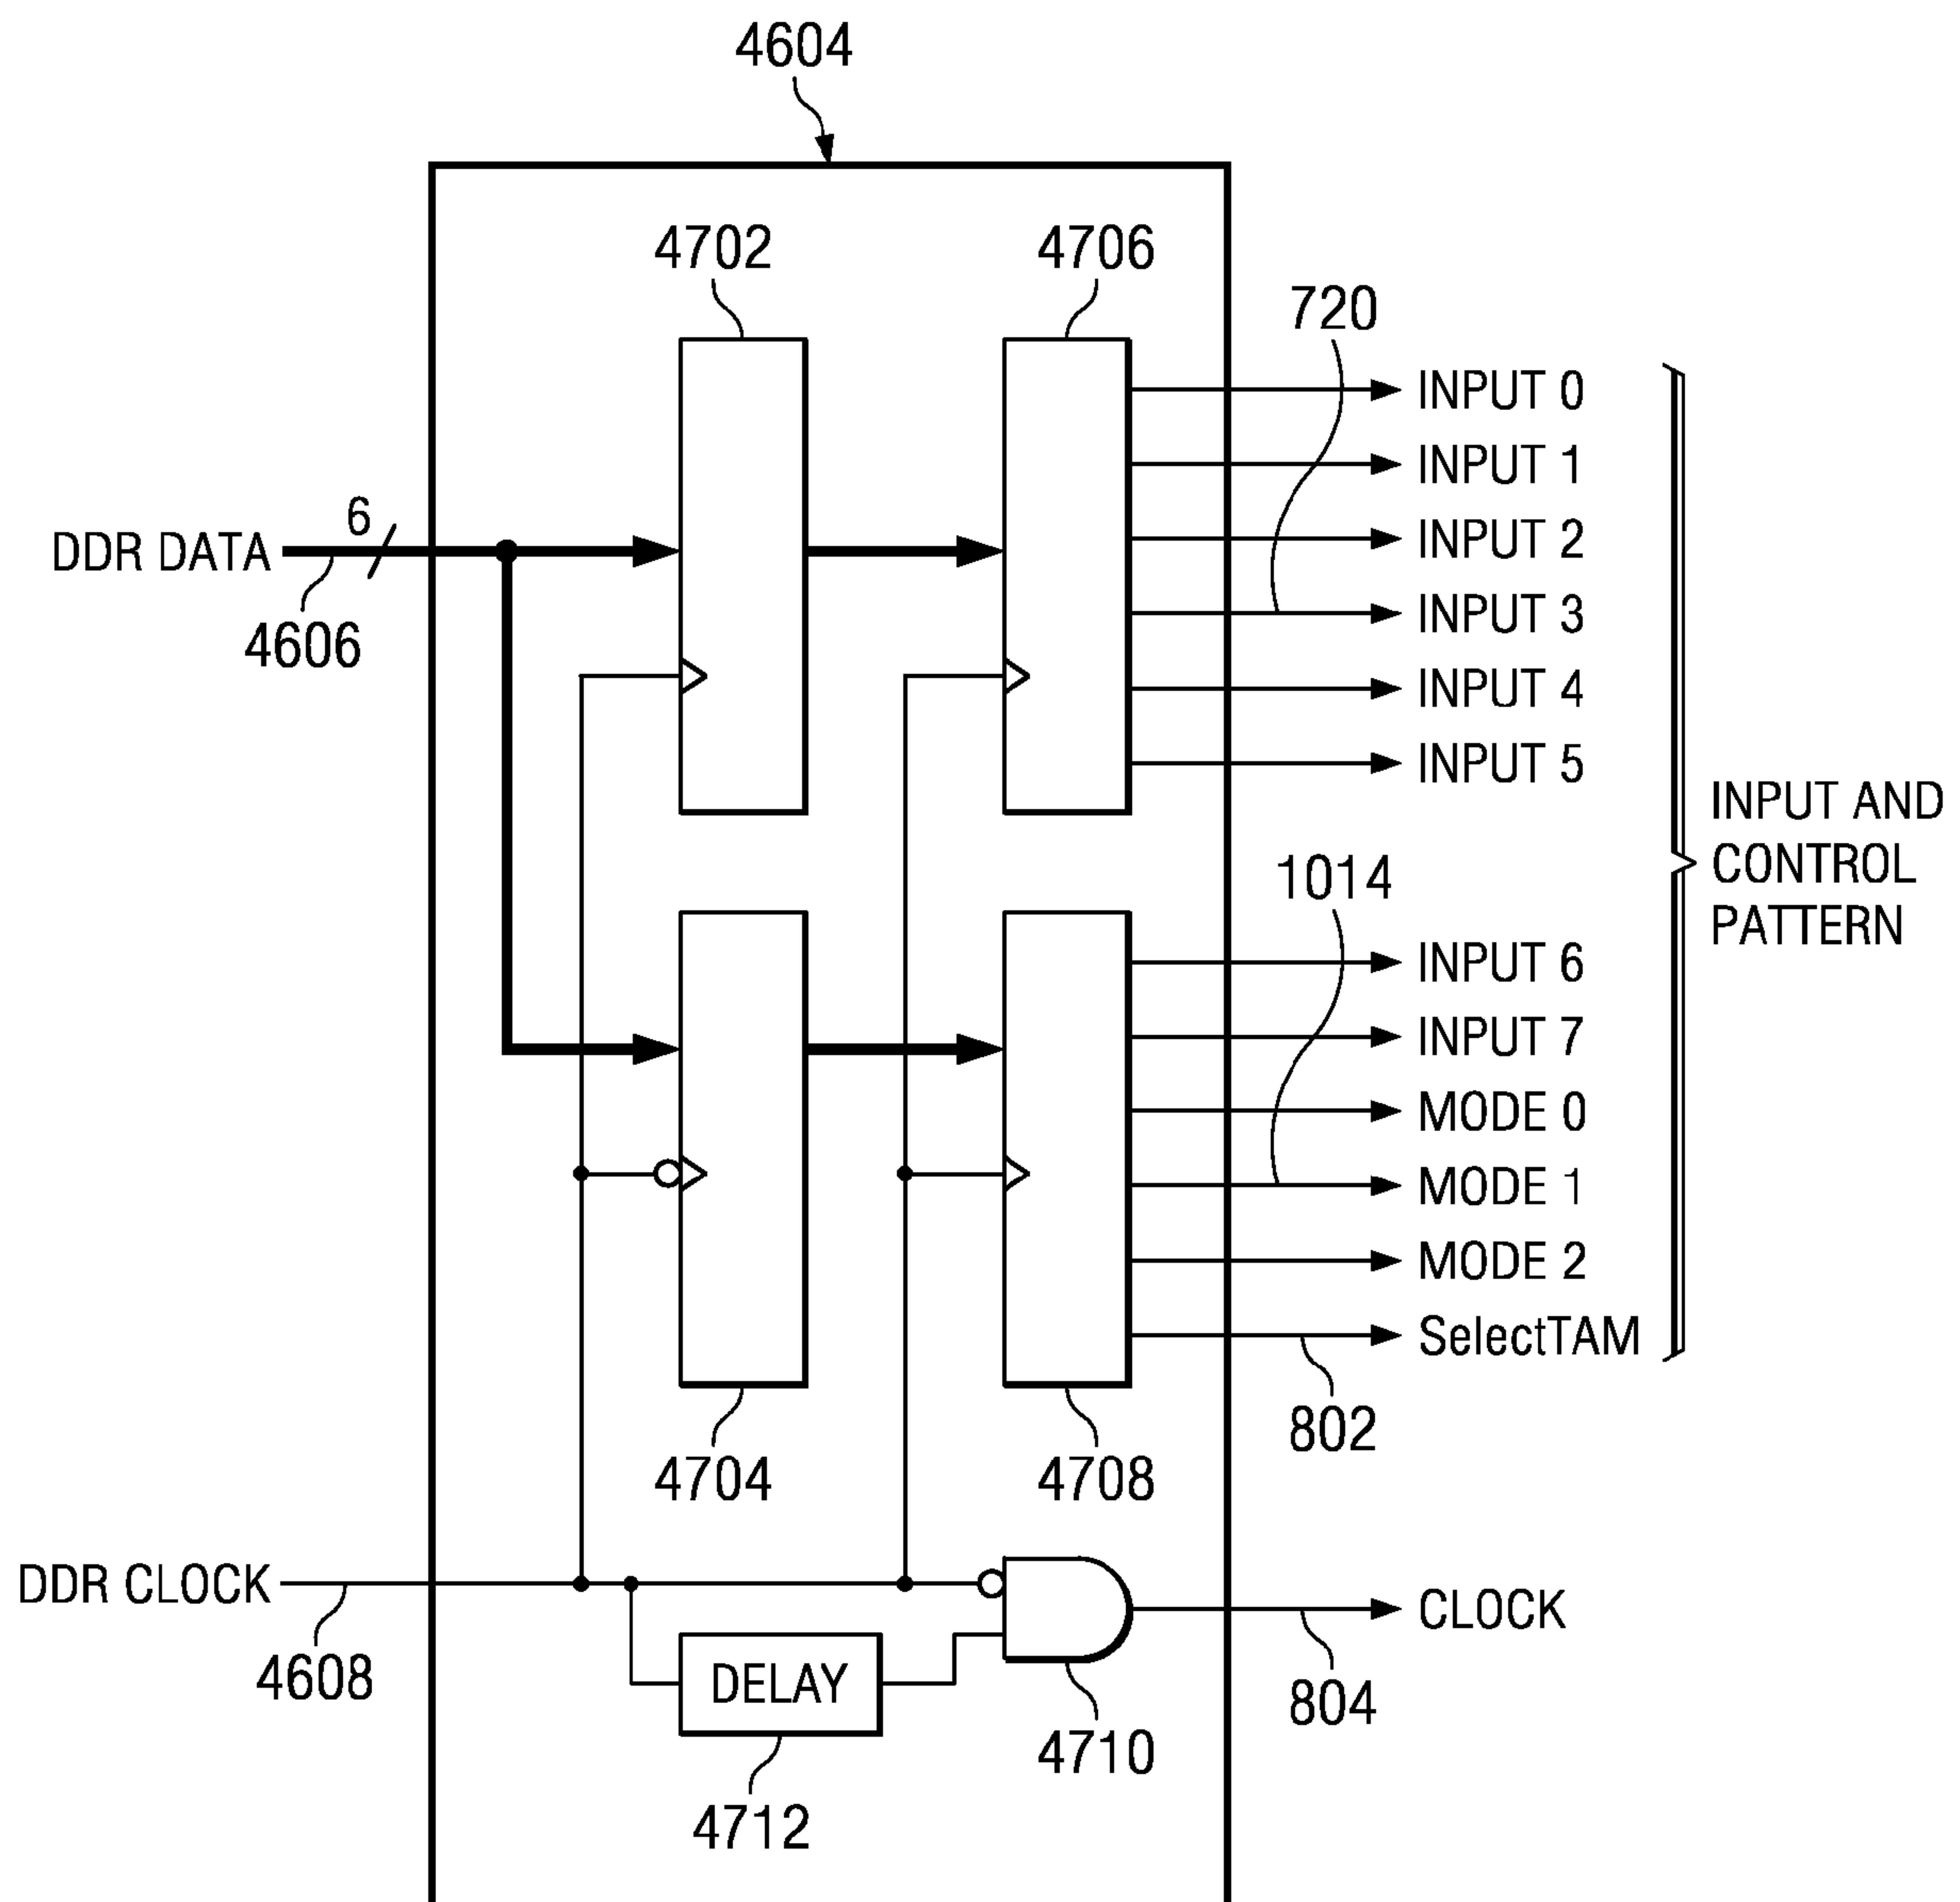 4604
4702
4706
720
INPUT 0
INPUT 1
INPUT 2
INPUT 3
INPUT 4
INPUT 5
6
DDR DATA
4606
INPUT AND
CONTROL
PATTERN
1014
INPUT 6
INPUT 7
MODE 0
MODE 1
MODE 2
SelectTAM
802
4704
4708
DDR CLOCK
4608
DELAY
CLOCK
804
4710
4712